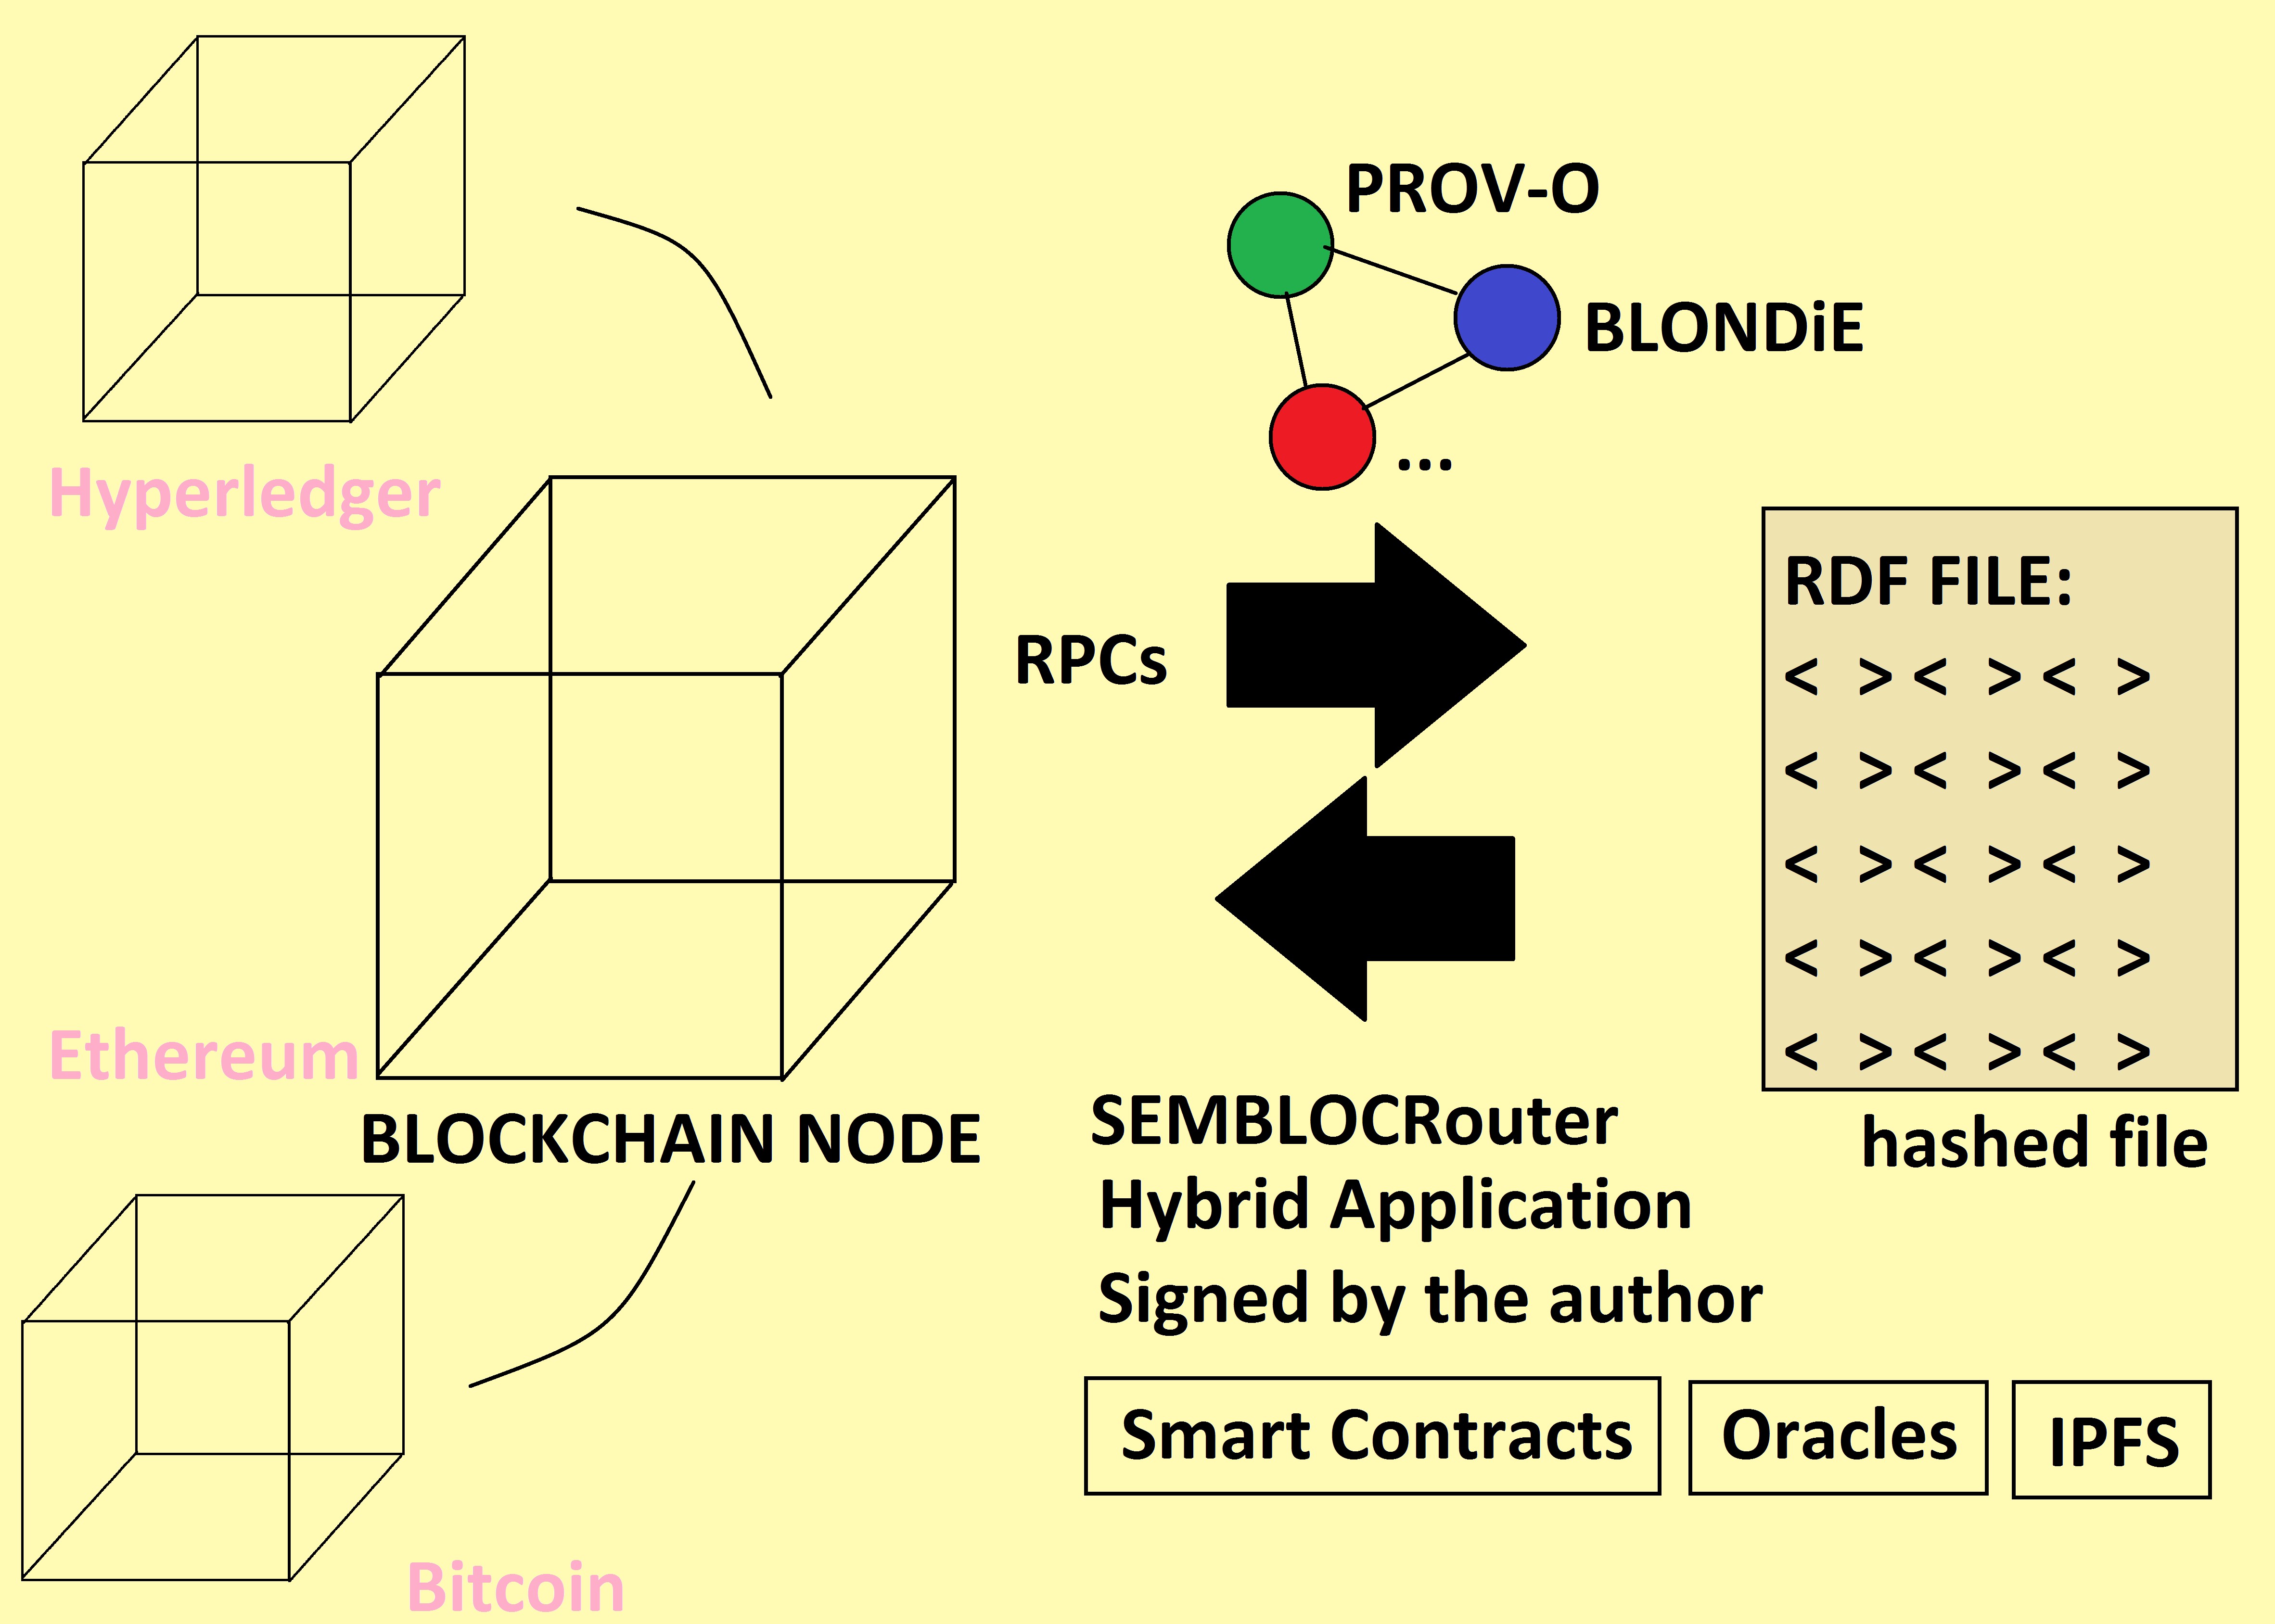 Hyperledger
Ethereum
BLOCKCHAIN NODE
Bitcoin
PROV-O
BLONDiE
...
RPCs
SEMBLOCRouter
Hybrid Application
Signed by the author
Smart Contracts
Oracles
IPFS
RDF FILE:
< > < > < >
< > < > < >
< > < > < >
< > < > < >
< > < > < >
hashed file